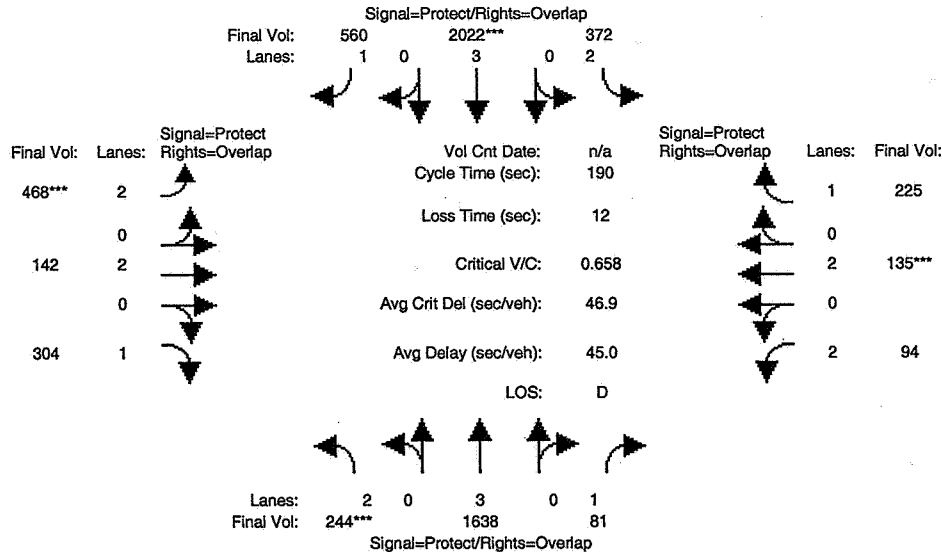 Signal=Protect/Rights=Overlap
Final Vol: 560 2022*** 372
Lanes: 1 0 3 0 2
Signal=Protect
Final Vol: Lanes: Rights=Overlap
Vol Cnt Date: n/a
Signal=Protect
Rights=Overlap Lanes: Final Vol:
Cycle Time (sec): 190
468*** 2
1 225
Loss Time (sec): 12
0
0
142 2
Critical V/C: 0.658
2 135***
0
Avg Crit Del (sec/veh): 46.9
0
304 1
Avg Delay (sec/veh): 45.0
2 94
LOS: D
Lanes: 2 0 3 0 1
Final Vol: 244*** 1638 81
Signal=Protect/Rights=Overlap